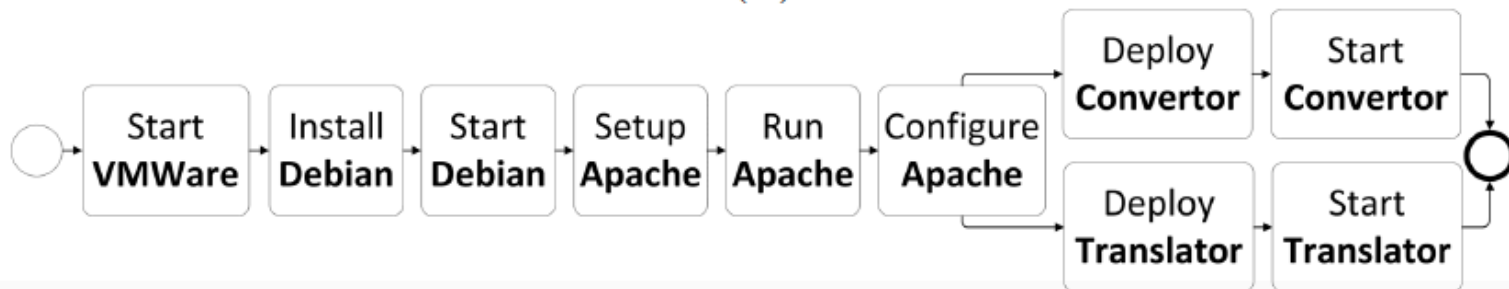 Start
VMWare
Install
Debian
Start
Debian
Setup
Apache
Run
Apache
Configure
Apache
Deploy
Convertor
Start
Convertor
Deploy
Translator
Start
Translator